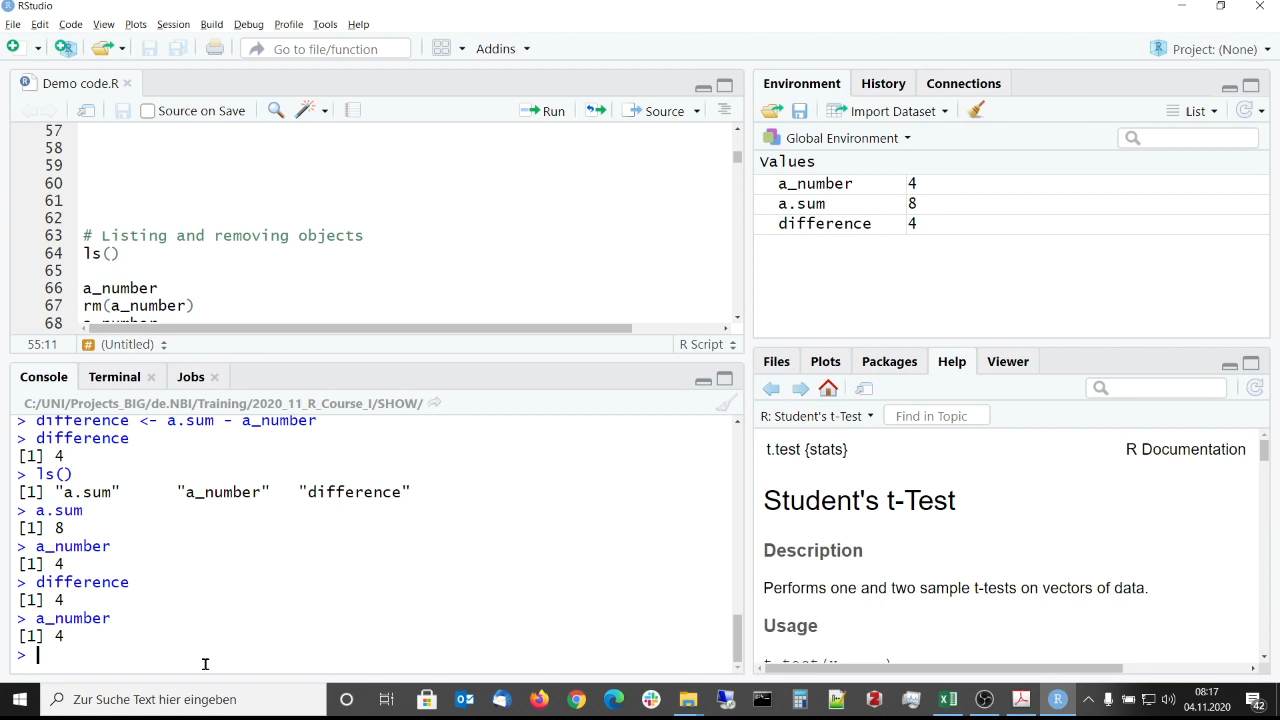 RStudio
File Edit Code View Plots Session Build Debug Profile Tools Help
Go to file/function Addins Project: (None)
Demo code.R
Source on Save Run Source
57
58
59
60
61
62
63 # Listing and removing objects
64 ls()
65
66 a_number
67 rm(a_number)
68
55:11 # (Untitled) R Script
Console Terminal Jobs
C:/UNI/Projects_BiG/de.NBI/Training/2020_11_R_Course_I/SHOW/
> difference <- a.sum - a_number
> difference
[1] 4
> ls()
[1] "a.sum" "a_number" "difference"
> a.sum
[1] 8
> a_number
[1] 4
> difference
[1] 4
> a_number
[1] 4
>
Environment History Connections
Import Dataset List
Global Environment
Values
a_number 4
a.sum 8
difference 4
Files Plots Packages Help Viewer
R: Student's t-Test Find in Topic
t.test {stats} R Documentation
Student's t-Test
Description
Performs one and two sample t-tests on vectors of data.
Usage
Zur Suche Text hier eingeben
08:17
04.11.2020
42